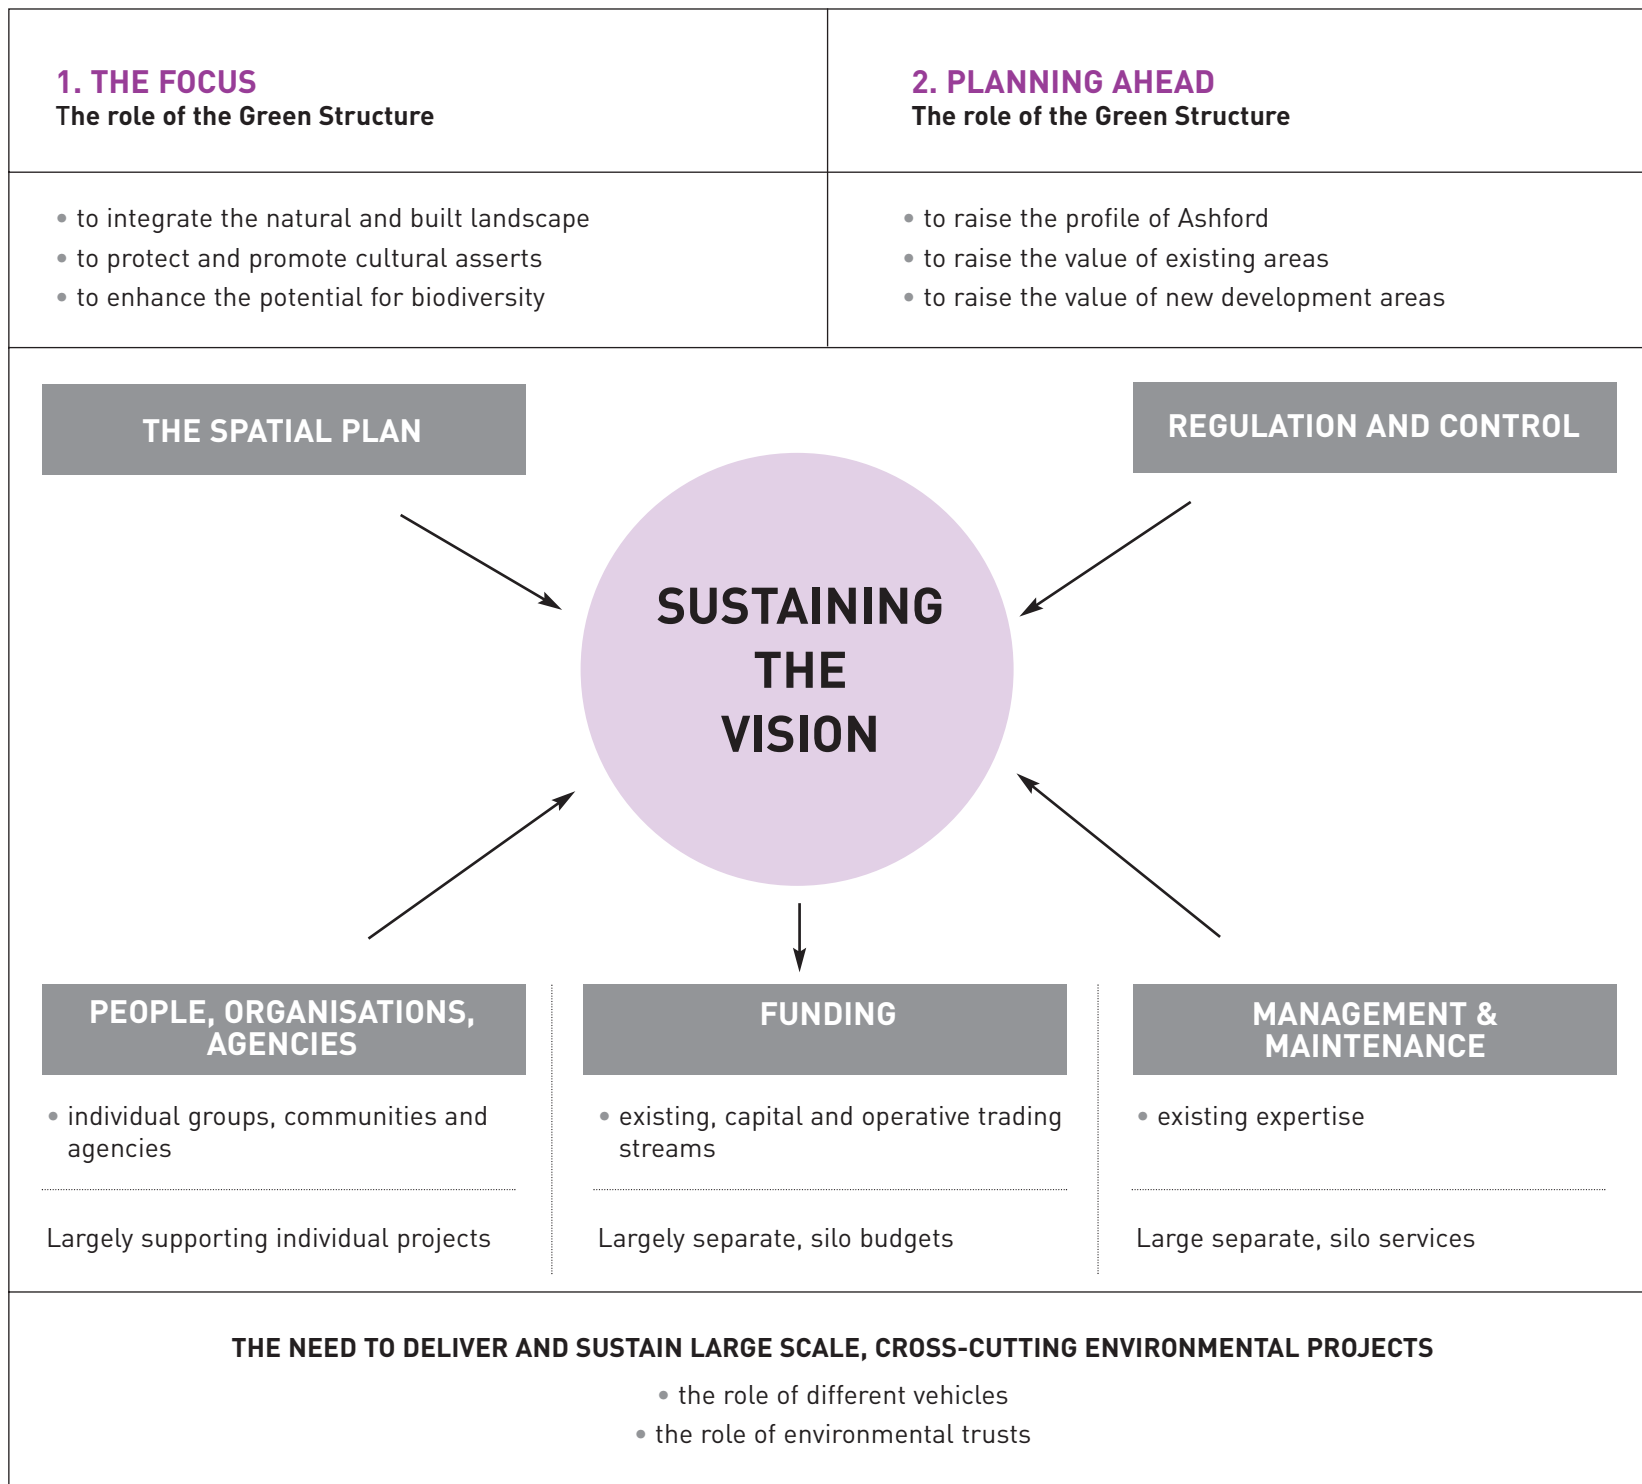 1. THE FOCUS
The role of the Green Structure
2. PLANNING AHEAD
The role of the Green Structure
• to integrate the natural and built landscape
• to protect and promote cultural asserts
• to enhance the potential for biodiversity
• to raise the profile of Ashford
• to raise the value of existing areas
• to raise the value of new development areas
THE SPATIAL PLAN
REGULATION AND CONTROL
SUSTAINING
THE
VISION
PEOPLE, ORGANISATIONS,
AGENCIES
• individual groups, communities and
agencies
Largely supporting individual projects
FUNDING
• existing, capital and operative trading
streams
Largely separate, silo budgets
MANAGEMENT &
MAINTENANCE
• existing expertise
Large separate, silo services
THE NEED TO DELIVER AND SUSTAIN LARGE SCALE, CROSS-CUTTING ENVIRONMENTAL PROJECTS
• the role of different vehicles
• the role of environmental trusts